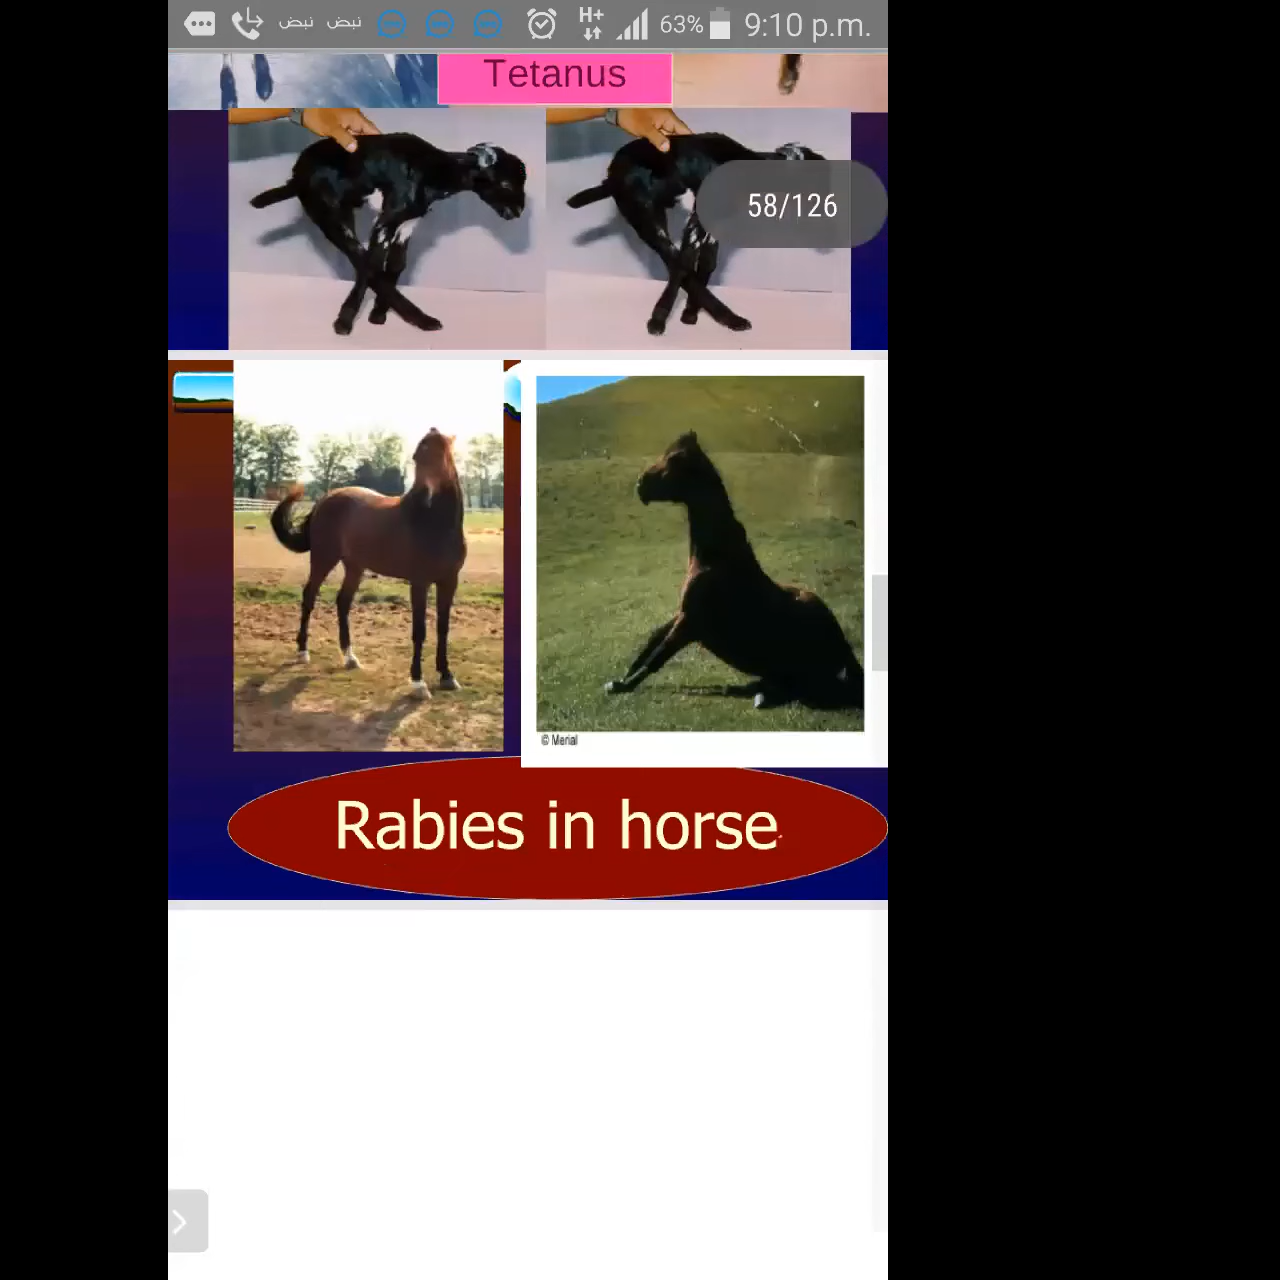 نبض نبض H+ 63% 9:10 p.m.
Tetanus
58/126
© Merial
Rabies in horse